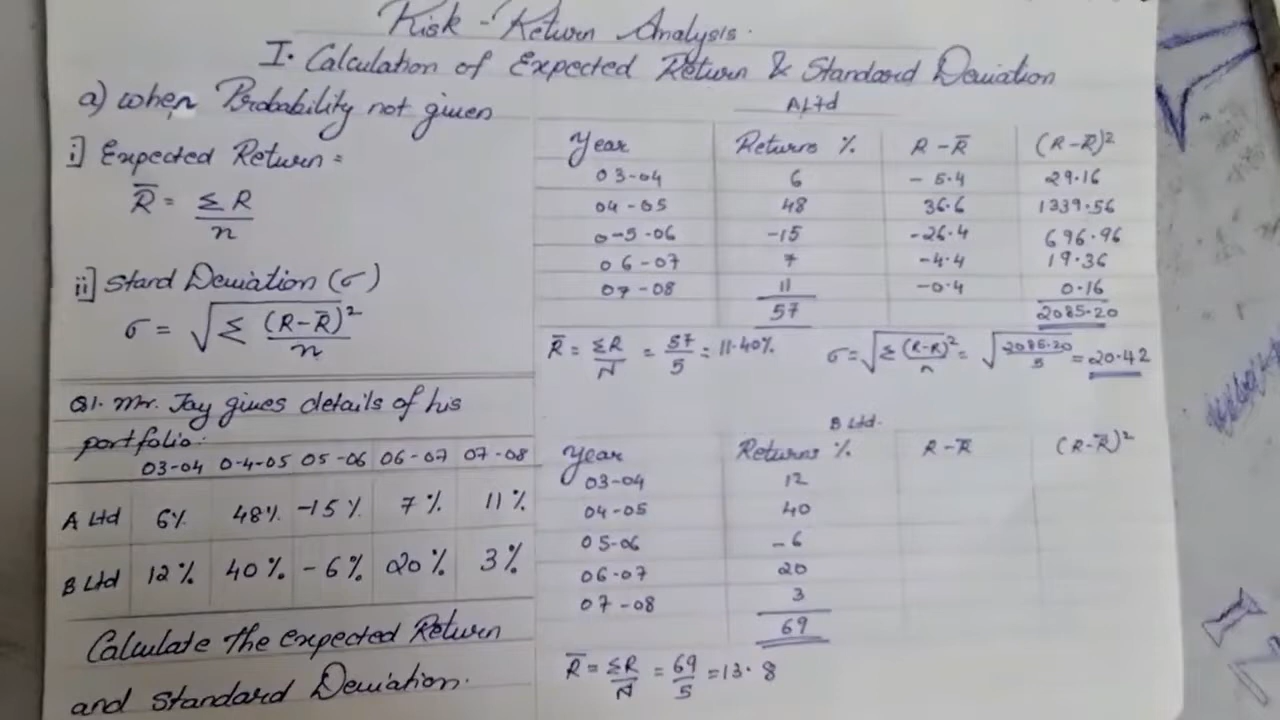 Risk - Return Analysis.
I. Calculation of Expected Return & Standard Deviation
a) when Probability not given
i] Expected Return =
R̅ = ΣR / n
ii] Stard Deviation (σ)
σ = √Σ (R-R̅)² / n
Q1. Mr. Jay gives details of his
portfolio:
03-04 0-4-05 05-06 06-07 07-08
A Ltd 6% 48% -15% 7% 11%
B Ltd 12% 40% -6% 20% 3%
Calculate the expected Return
and Standard Deviation.
A Ltd
Year Returns % R-R̅ (R-R̅)²
03-04 6 -5.4 29.16
04-05 48 36.6 1339.56
0-5-06 -15 -26.4 696.96
06-07 7 -4.4 19.36
07-08 11 -0.4 0.16
57 2085.20
R̅ = ΣR / N = 57 / 5 = 11.40% σ = √Σ (R-R̅)² / n = √2085.20 / 5 = 20.42
B Ltd.
Year Returns % R-R̅ (R-R̅)²
03-04 12
04-05 40
05-06 -6
06-07 20
07-08 3
69
R̅ = ΣR / N = 69 / 5 = 13.8